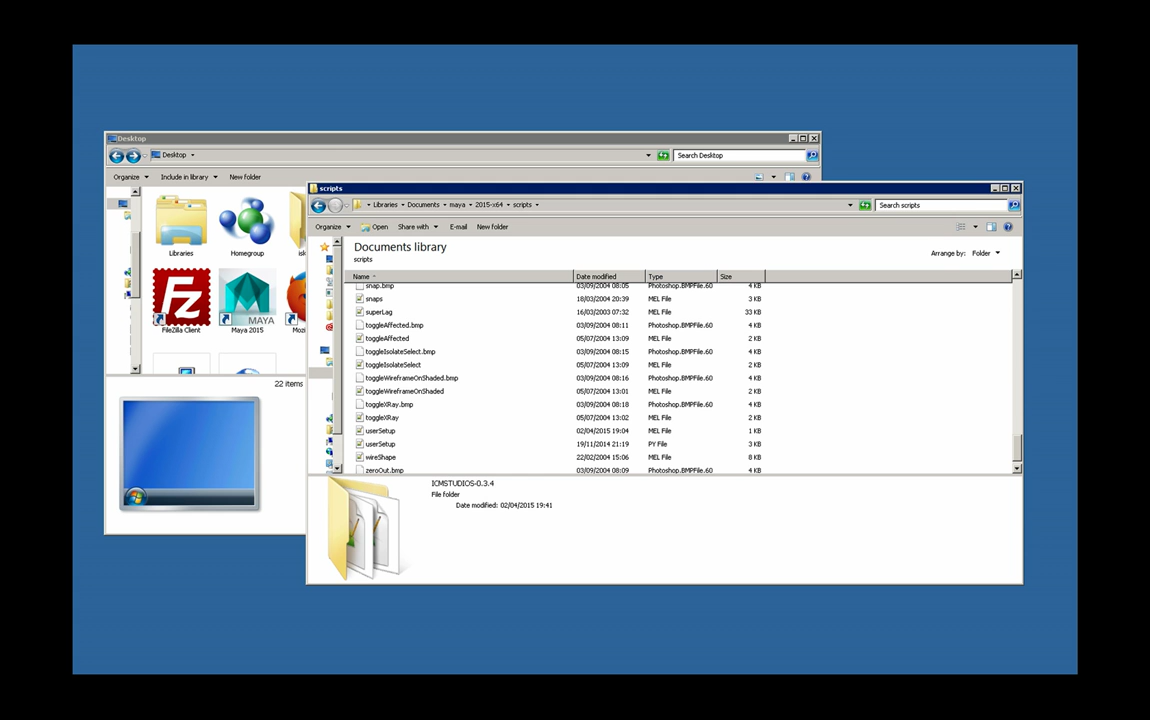 Desktop
Desktop
Search Desktop
Organize Include in library New folder
Libraries
Homegroup
FileZilla Client
Maya 2015
22 items
scripts
Libraries Documents maya 2015-x64 scripts
Search scripts
Organize Open Share with E-mail New folder
Documents library
scripts
Arrange by: Folder
Name Date modified Type Size
snap.bmp 03/09/2004 08:05 Photoshop.BMPFile.60 4 KB
snaps 18/03/2004 20:39 MEL File 3 KB
superLag 16/03/2003 07:32 MEL File 33 KB
toggleAffected.bmp 03/09/2004 08:11 Photoshop.BMPFile.60 4 KB
toggleAffected 05/07/2004 13:09 MEL File 2 KB
toggleIsolateSelect.bmp 03/09/2004 08:15 Photoshop.BMPFile.60 4 KB
toggleIsolateSelect 05/07/2004 13:09 MEL File 2 KB
toggleWireframeOnShaded.bmp 03/09/2004 08:16 Photoshop.BMPFile.60 4 KB
toggleWireframeOnShaded 05/07/2004 13:01 MEL File 2 KB
toggleXRay.bmp 03/09/2004 08:18 Photoshop.BMPFile.60 4 KB
toggleXRay 05/07/2004 13:02 MEL File 2 KB
userSetup 02/04/2015 19:04 MEL File 1 KB
userSetup 19/11/2014 21:19 PY File 3 KB
wireShape 22/02/2004 15:06 MEL File 8 KB
zeroOut.bmp 03/09/2004 08:09 Photoshop.BMPFile.60 4 KB
ICMSTUDIOS-0.3.4
File folder
Date modified: 02/04/2015 19:41